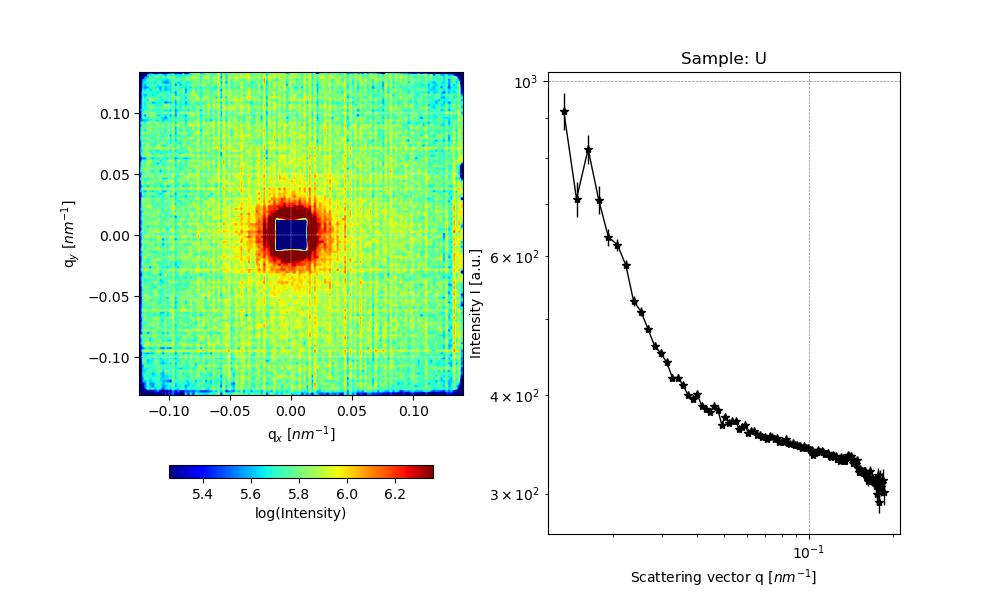 Sample: U
q_y [nm^{-1}]
0.10
0.05
0.00
−0.05
−0.10
−0.10 −0.05 0.00 0.05 0.10
q_x [nm^{-1}]
5.4 5.6 5.8 6.0 6.2
log(Intensity)
Intensity I [a.u.]
10^3
6 × 10^2
4 × 10^2
3 × 10^2
10^{-1}
Scattering vector q [nm^{-1}]